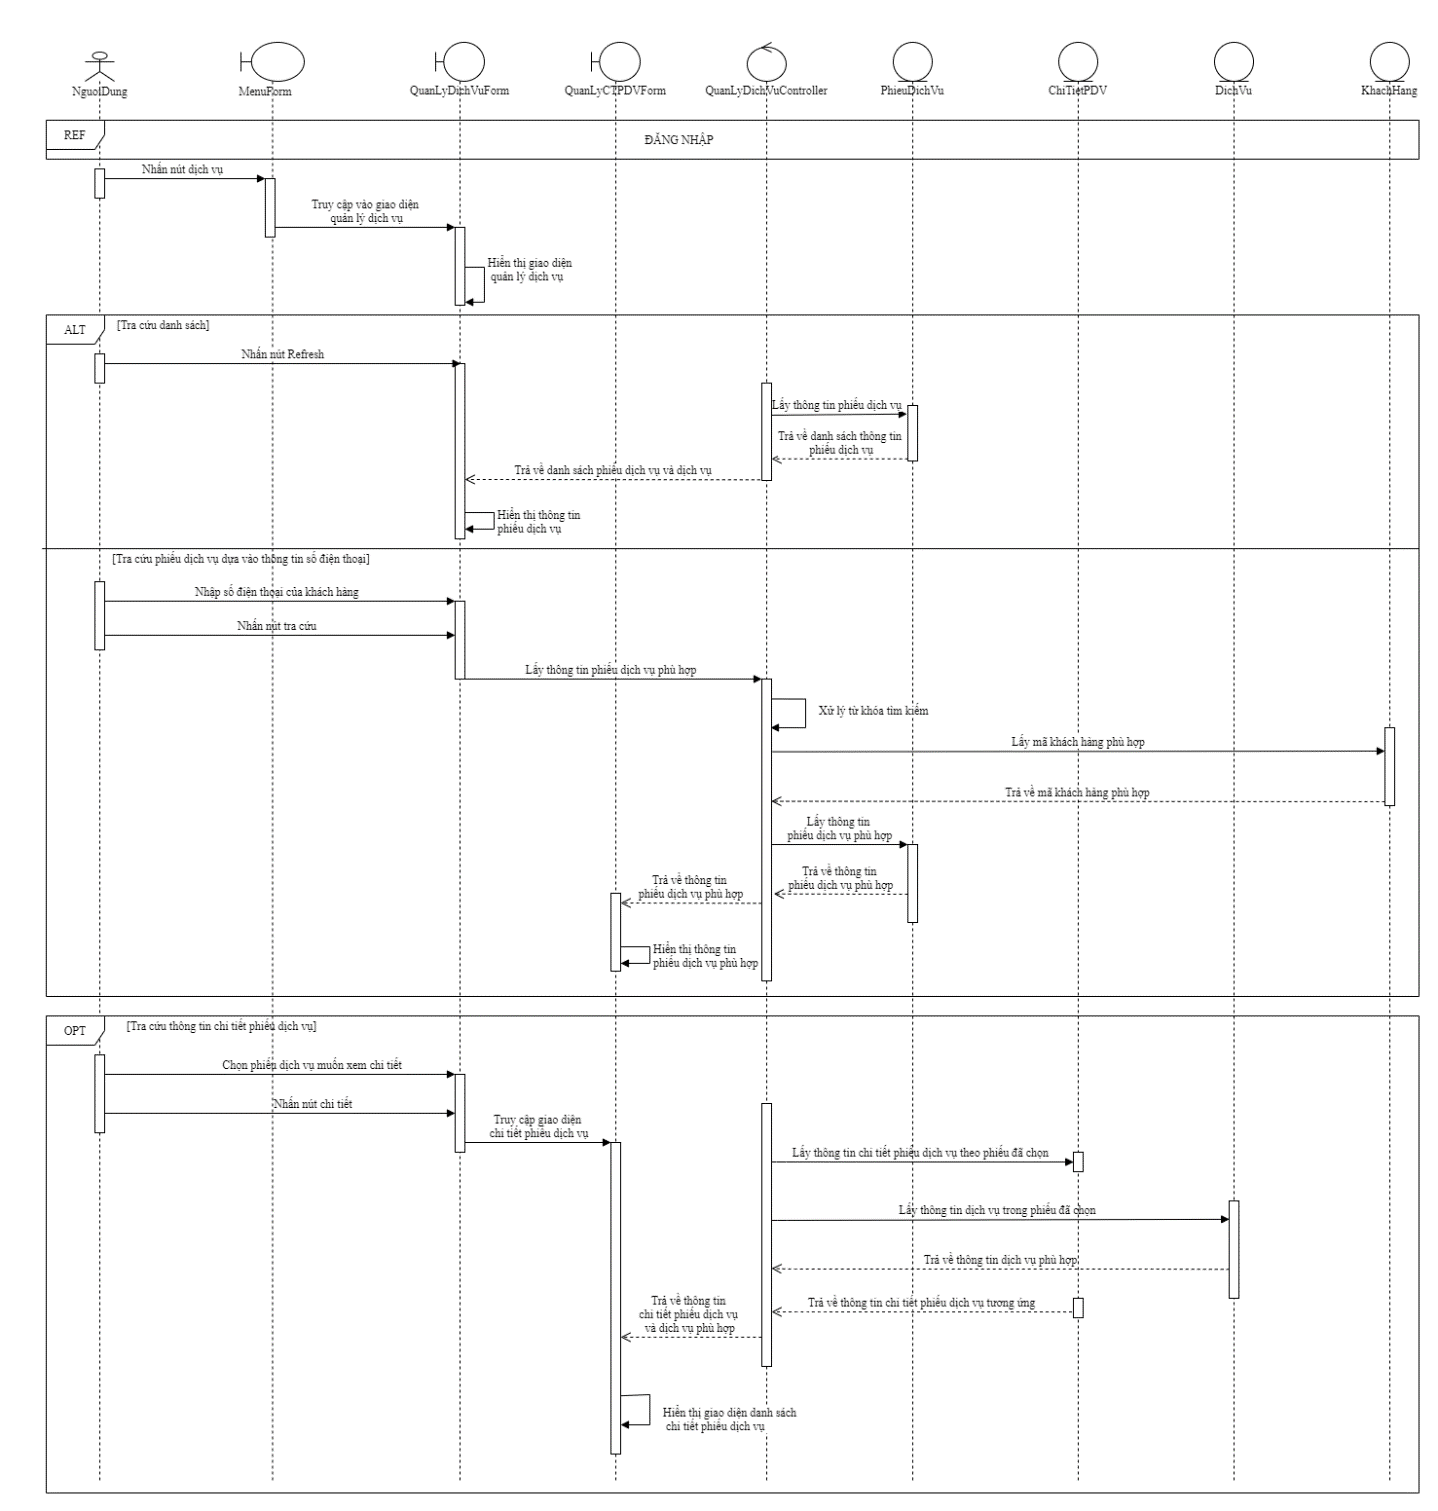 NguoiDung
MenuForm
QuanLyDichVuForm
QuanLyCTPDVForm
QuanLyDichVuController
PhieuDichVu
ChiTietPDV
DichVu
KhachHang
REF
ĐĂNG NHẬP
Nhấn nút dịch vụ
Truy cập vào giao diện
quản lý dịch vụ
Hiển thị giao diện
quản lý dịch vụ
ALT
[Tra cứu danh sách]
Nhấn nút Refresh
Lấy thông tin phiếu dịch vụ
Trả về danh sách thông tin
phiếu dịch vụ
Trả về danh sách phiếu dịch vụ và dịch vụ
Hiển thị thông tin
phiếu dịch vụ
[Tra cứu phiếu dịch vụ dựa vào thông tin số điện thoại]
Nhập số điện thoại của khách hàng
Nhấn nút tra cứu
Lấy thông tin phiếu dịch vụ phù hợp
Xử lý từ khóa tìm kiếm
Lấy mã khách hàng phù hợp
Trả về mã khách hàng phù hợp
Lấy thông tin
phiếu dịch vụ phù hợp
Trả về thông tin
phiếu dịch vụ phù hợp
Trả về thông tin
phiếu dịch vụ phù hợp
Hiển thị thông tin
phiếu dịch vụ phù hợp
OPT
[Tra cứu thông tin chi tiết phiếu dịch vụ]
Chọn phiếu dịch vụ muốn xem chi tiết
Nhấn nút chi tiết
Truy cập giao diện
chi tiết phiếu dịch vụ
Lấy thông tin chi tiết phiếu dịch vụ theo phiếu đã chọn
Lấy thông tin dịch vụ trong phiếu đã chọn
Trả về thông tin dịch vụ phù hợp
Trả về thông tin chi tiết phiếu dịch vụ tương ứng
Trả về thông tin
chi tiết phiếu dịch vụ
và dịch vụ phù hợp
Hiển thị giao diện danh sách
chi tiết phiếu dịch vụ